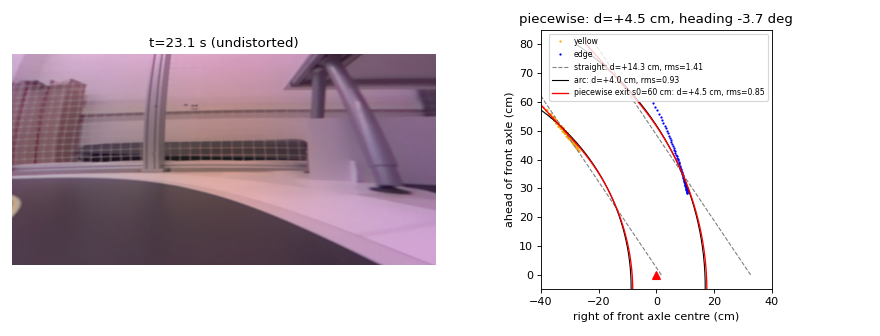 t=23.1 s (undistorted)
piecewise: d=+4.5 cm, heading -3.7 deg
yellow
edge
straight: d=+14.3 cm, rms=1.41
arc: d=+4.0 cm, rms=0.93
piecewise exit s0=60 cm: d=+4.5 cm, rms=0.85
ahead of front axle (cm)
80
70
60
50
40
30
20
10
0
−40
−20
0
20
40
right of front axle centre (cm)